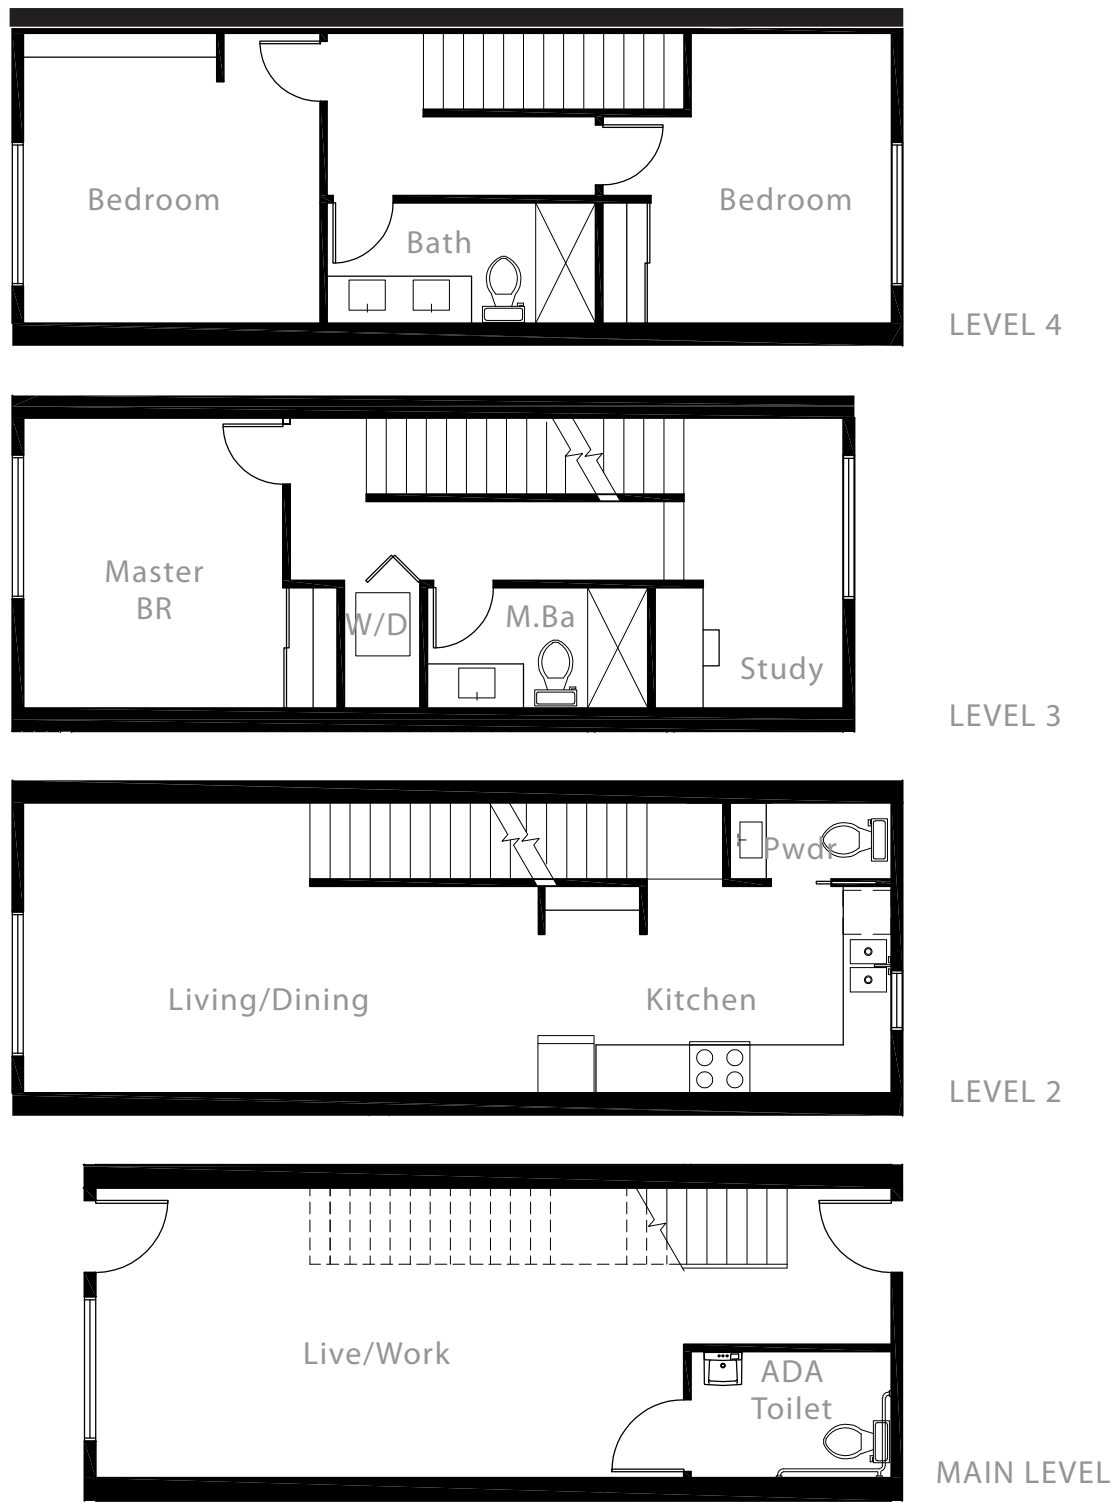 Bedroom
Bedroom
Bath
LEVEL 4
Master
BR
W/D
M.Ba
Study
LEVEL 3
Pwdr
Living/Dining
Kitchen
LEVEL 2
Live/Work
ADA
Toilet
MAIN LEVEL